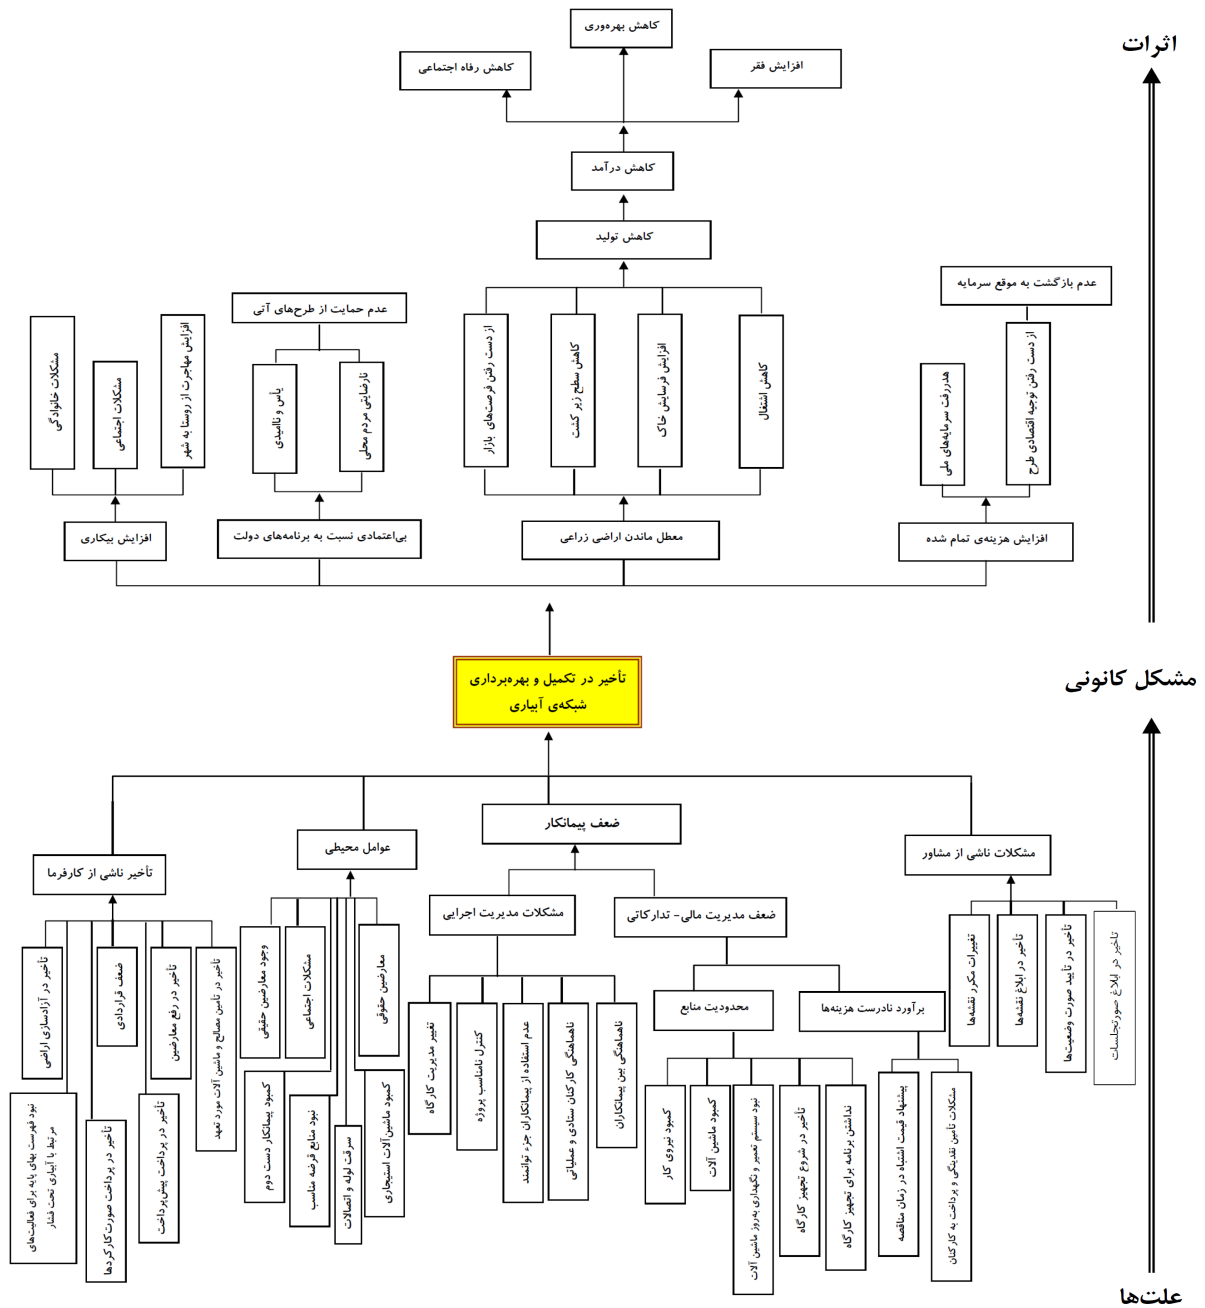 اثرات
کاهش بهره‌وری
افزایش فقر
کاهش رفاه اجتماعی
کاهش درآمد
کاهش تولید
عدم بازگشت به موقع سرمایه
عدم حمایت از طرح‌های آتی
از دست رفتن توجیه اقتصادی طرح
هدررفت سرمایه‌های ملی
کاهش اشتغال
افزایش فرسایش خاک
کاهش سطح زیر کشت
از دست رفتن فرصت‌های بازار
نارضایتی مردم محلی
یأس و ناامیدی
افزایش مهاجرت از روستا به شهر
مشکلات اجتماعی
مشکلات خانوادگی
افزایش هزینه‌ی تمام شده
معطل ماندن اراضی زراعی
بی‌اعتمادی نسبت به برنامه‌های دولت
افزایش بیکاری
مشکل کانونی
تأخیر در تکمیل و بهره‌برداری
شبکه‌ی آبیاری
ضعف پیمانکار
مشکلات ناشی از مشاور
عوامل محیطی
تأخیر ناشی از کارفرما
ضعف مدیریت مالی- تدارکاتی
مشکلات مدیریت اجرایی
برآورد نادرست هزینه‌ها
محدودیت منابع
تاخیر در ابلاغ صورتجلسات
تأخیر در تأیید صورت وضعیت‌ها
تأخیر در ابلاغ نقشه‌ها
تغییرات مکرر نقشه‌ها
مشکلات تأمین نقدینگی و پرداخت به کارکنان
پیشنهاد قیمت اشتباه در زمان مناقصه
نداشتن برنامه برای تجهیز کارگاه
تأخیر در شروع تجهیز کارگاه
نبود سیستم تعمیر و نگهداری به‌روز ماشین آلات
کمبود ماشین آلات
کمبود نیروی کار
ناهماهنگی بین پیمانکاران
ناهماهنگی کارکنان ستادی و عملیاتی
عدم استفاده از پیمانکاران جزء توانمند
کنترل نامناسب پروژه
تغییر مدیریت کارگاه
معارضین حقوقی
مشکلات اجتماعی
وجود معارضین حقیقی
کمبود ماشین‌آلات استیجاری
سرقت لوله و اتصالات
نبود منابع قرضه مناسب
کمبود پیمانکار دست دوم
تأخیر در تأمین مصالح و ماشین آلات مورد تعهد
تأخیر در رفع معارضین
ضعف قراردادی
تأخیر در آزادسازی اراضی
تأخیر در پرداخت پیش‌پرداخت
تأخیر در پرداخت صورت‌کارکردها
نبود فهرست بهای پایه برای فعالیت‌های
مرتبط با آبیاری تحت فشار
علت‌ها